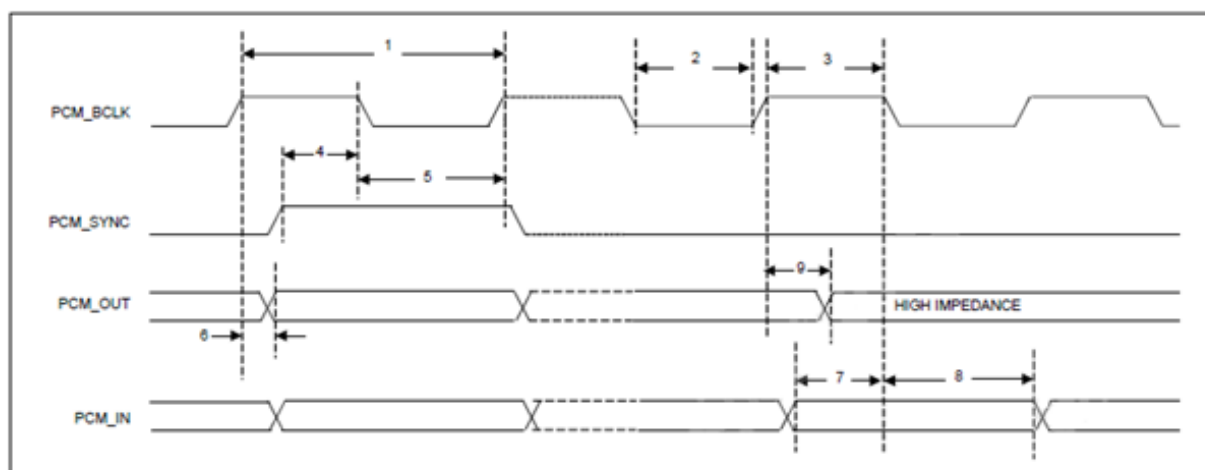 1
2
3
PCM_BCLK
4
5
PCM_SYNC
9
PCM_OUT
HIGH IMPEDANCE
6
7
8
PCM_IN